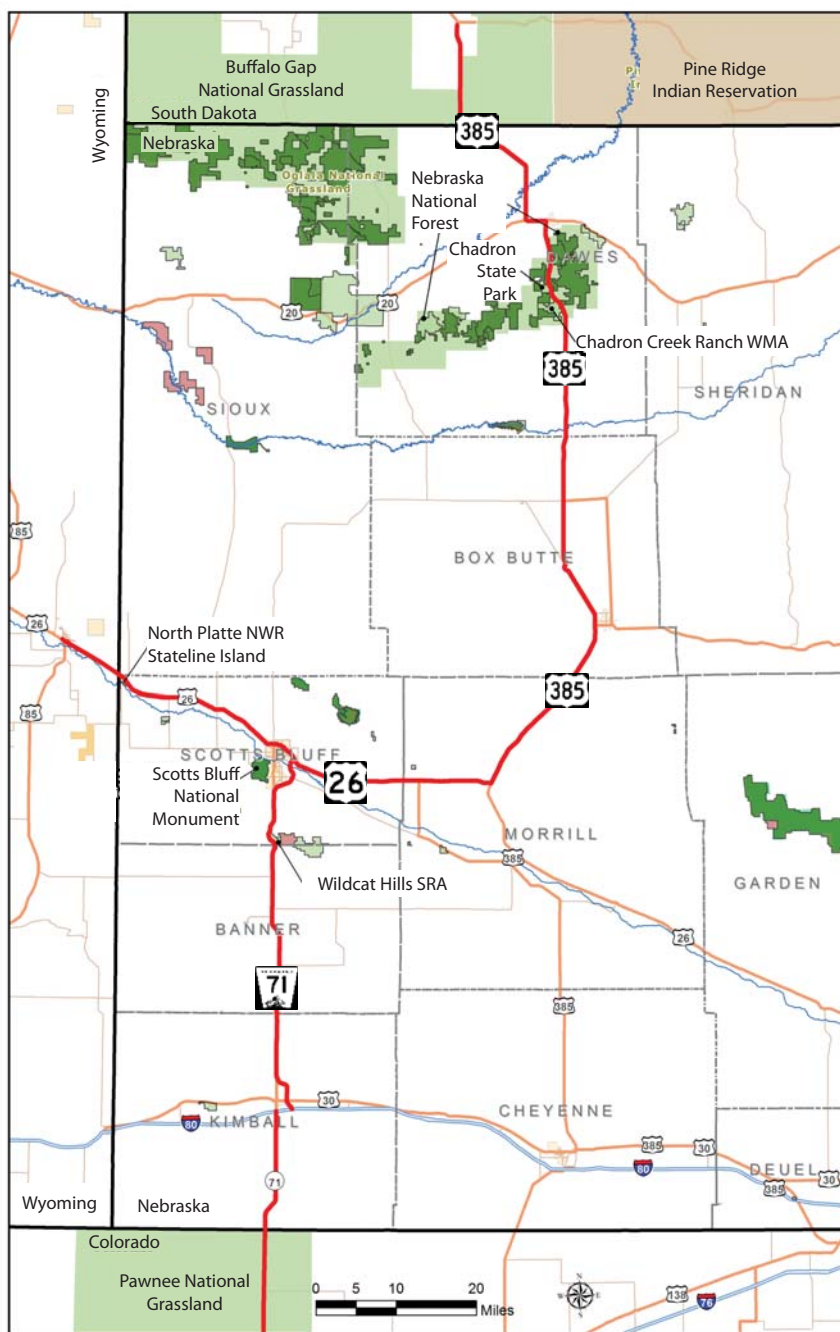 Buffalo Gap
National Grassland
Pine Ridge
Indian Reservation
South Dakota
Wyoming
Nebraska
385
Oglala National
Grassland
Nebraska
National
Forest
Chadron
State
Park
DAWES
20
20
Chadron Creek Ranch WMA
385
SHERIDAN
SIOUX
85
BOX BUTTE
26
North Platte NWR
Stateline Island
385
26
85
SCOTTS BLUFF
Scotts Bluff
National
Monument
26
MORRILL
385
GARDEN
Wildcat Hills SRA
26
BANNER
71
385
30
CHEYENNE
80
KIMBALL
385
30
80
DEUEL
385
30
71
Wyoming
Nebraska
Colorado
Pawnee National
Grassland
0 5 10 20
Miles
N
W E
S
138
76